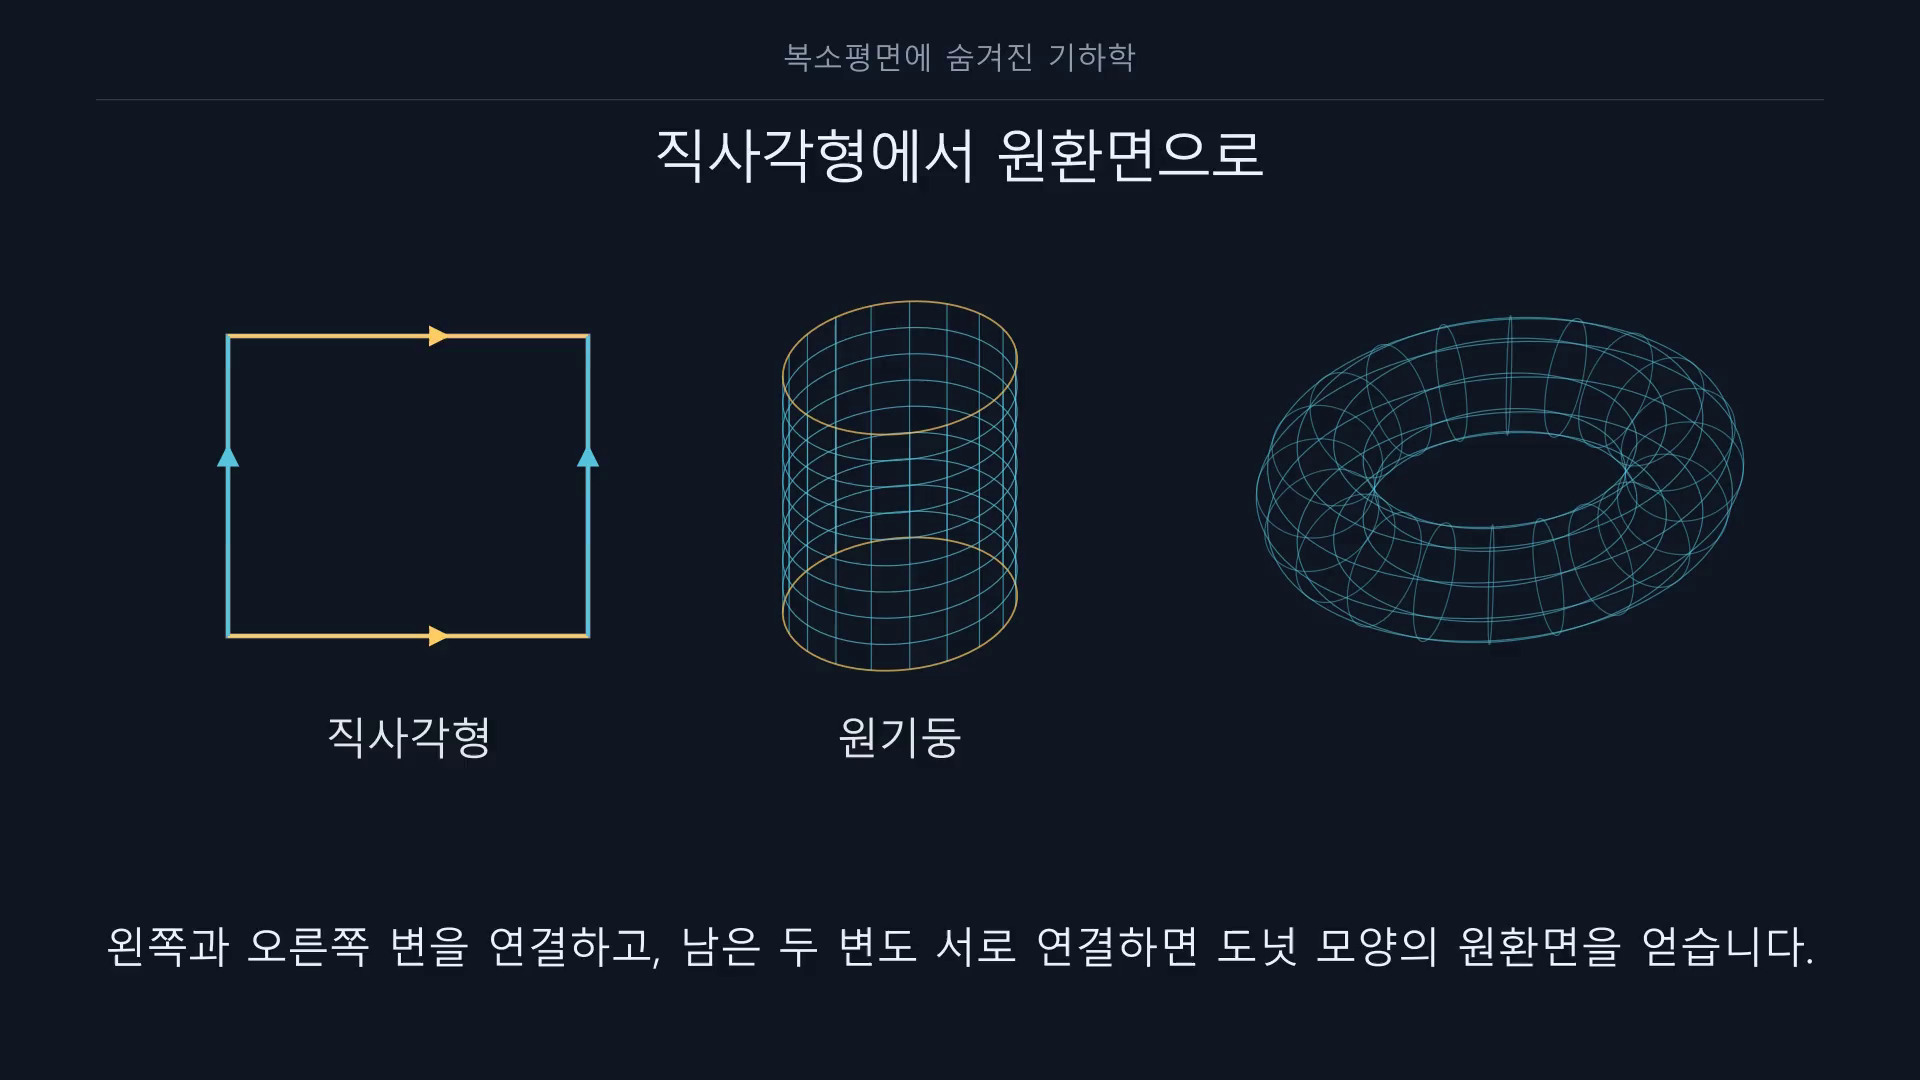 복소평면에 숨겨진 기하학
직사각형에서 원환면으로
직사각형
원기둥
왼쪽과 오른쪽 변을 연결하고, 남은 두 변도 서로 연결하면 도넛 모양의 원환면을 얻습니다.